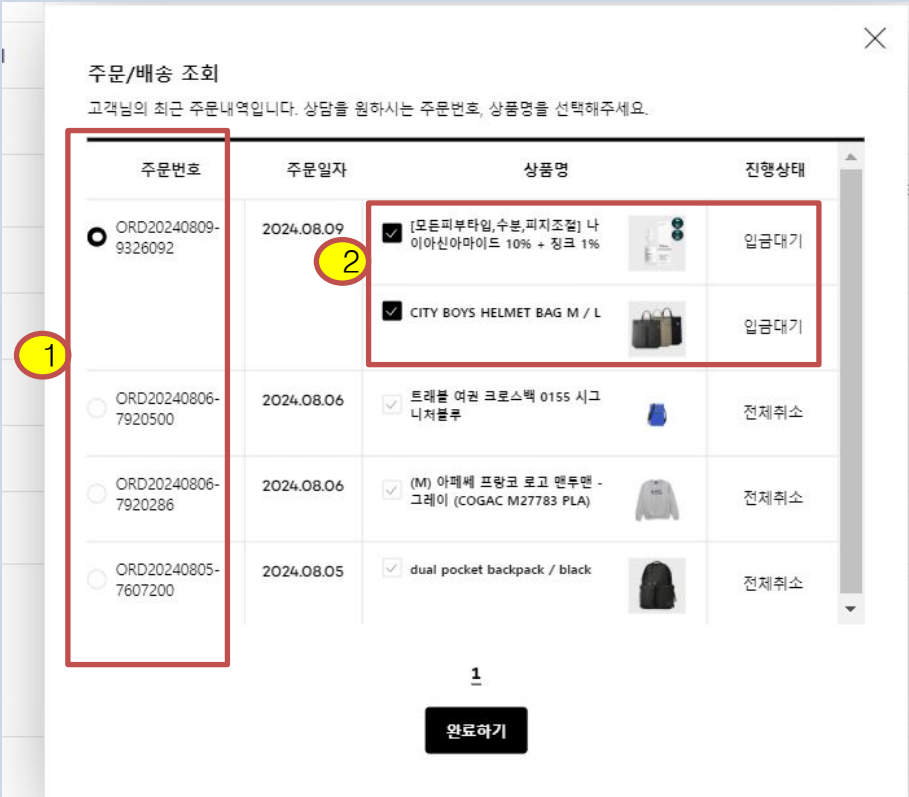 주문/배송 조회
고객님의 최근 주문내역입니다. 상담을 원하시는 주문번호, 상품명을 선택해주세요.
주문번호 주문일자 상품명 진행상태
1
2
ORD20240809-
9326092
2024.08.09
[모든피부타입,수분,피지조절] 나
이아신아마이드 10% + 징크 1%
입금대기
CITY BOYS HELMET BAG M / L
입금대기
ORD20240806-
7920500
2024.08.06
트래블 여권 크로스백 0155 시그
니처블루
전체취소
ORD20240806-
7920286
2024.08.06
(M) 아페쎄 프랑코 로고 맨투맨 -
그레이 (COGAC M27783 PLA)
전체취소
ORD20240805-
7607200
2024.08.05
dual pocket backpack / black
전체취소
1
완료하기